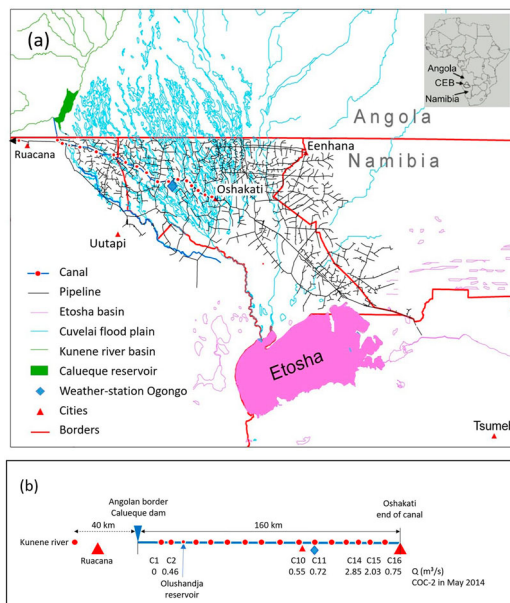 (a)
Angola
CEB
Namibia
Angola
Namibia
Ruacana
Eenhana
Oshakati
Uutapi
Canal
Pipeline
Etosha basin
Cuvelai flood plain
Kunene river basin
Calueque reservoir
Weather-station Ogongo
Cities
Borders
Etosha
Tsumeb
(b)
Angolan border
Calueque dam
Oshakati
end of canal
40 km
160 km
Kunene river
Ruacana
C1 C2 C10 C11 C14 C15 C16 Q (m³/s)
0 0.46 0.55 0.72 2.85 2.03 0.75 COC-2 in May 2014
Olushandja
reservoir